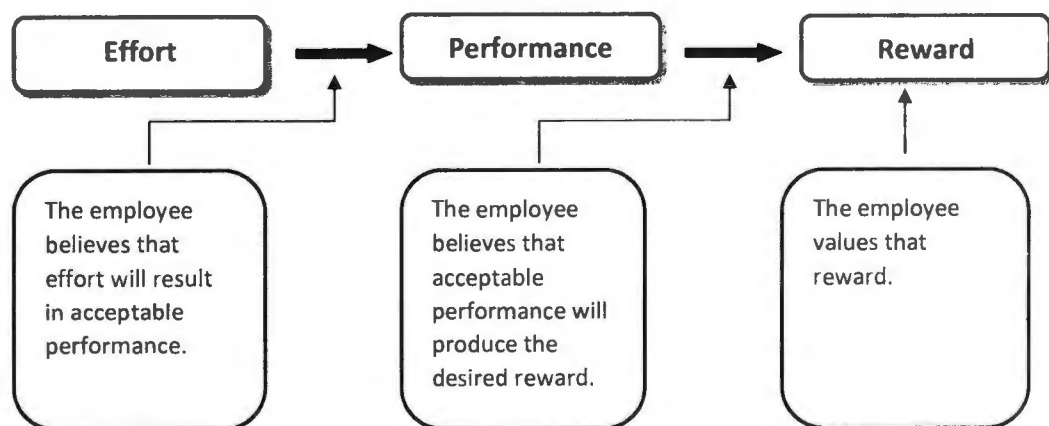 Effort
Performance
Reward
The employee
believes that
effort will result
in acceptable
performance.
The employee
believes that
acceptable
performance will
produce the
desired reward.
The employee
values that
reward.